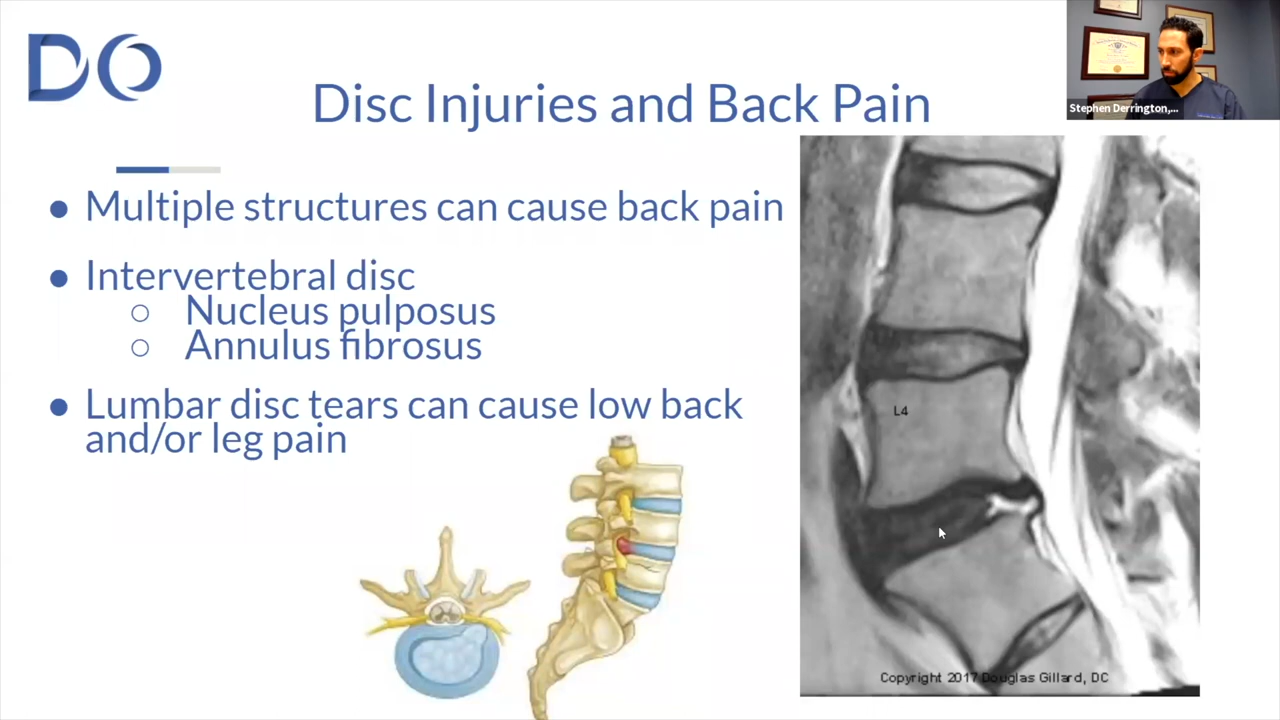 DO
Disc Injuries and Back Pain
Stephen Derrington,...
● Multiple structures can cause back pain
● Intervertebral disc
○ Nucleus pulposus
○ Annulus fibrosus
● Lumbar disc tears can cause low back
and/or leg pain
L4
Copyright 2017 Douglas Gillard, DC